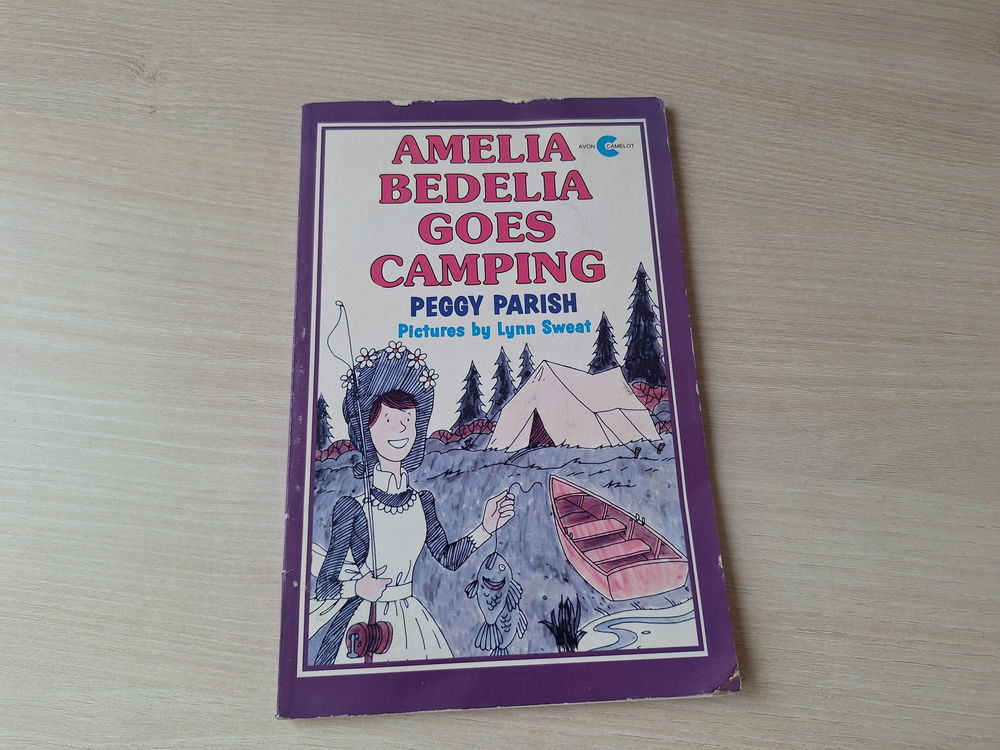 AMELIA
BEDELIA
GOES
CAMPING
AVON CAMELOT
PEGGY PARISH
Pictures by Lynn Sweat